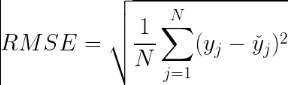 RMSE = \sqrt{\frac{1}{N}\sum_{j=1}^{N}(y_j - \check{y}_j)^2}